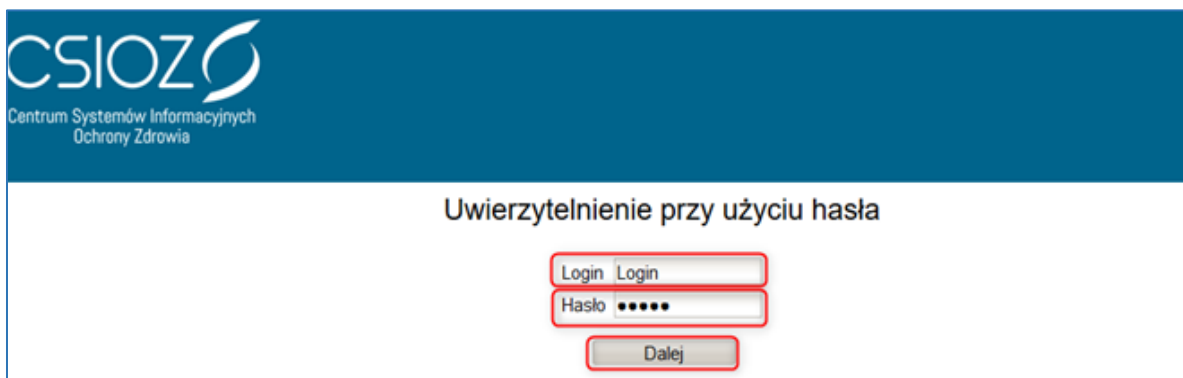 CSIOZ
Centrum Systemów Informacyjnych
Ochrony Zdrowia
Uwierzytelnienie przy użyciu hasła
Login Login
Hasło •••••
Dalej